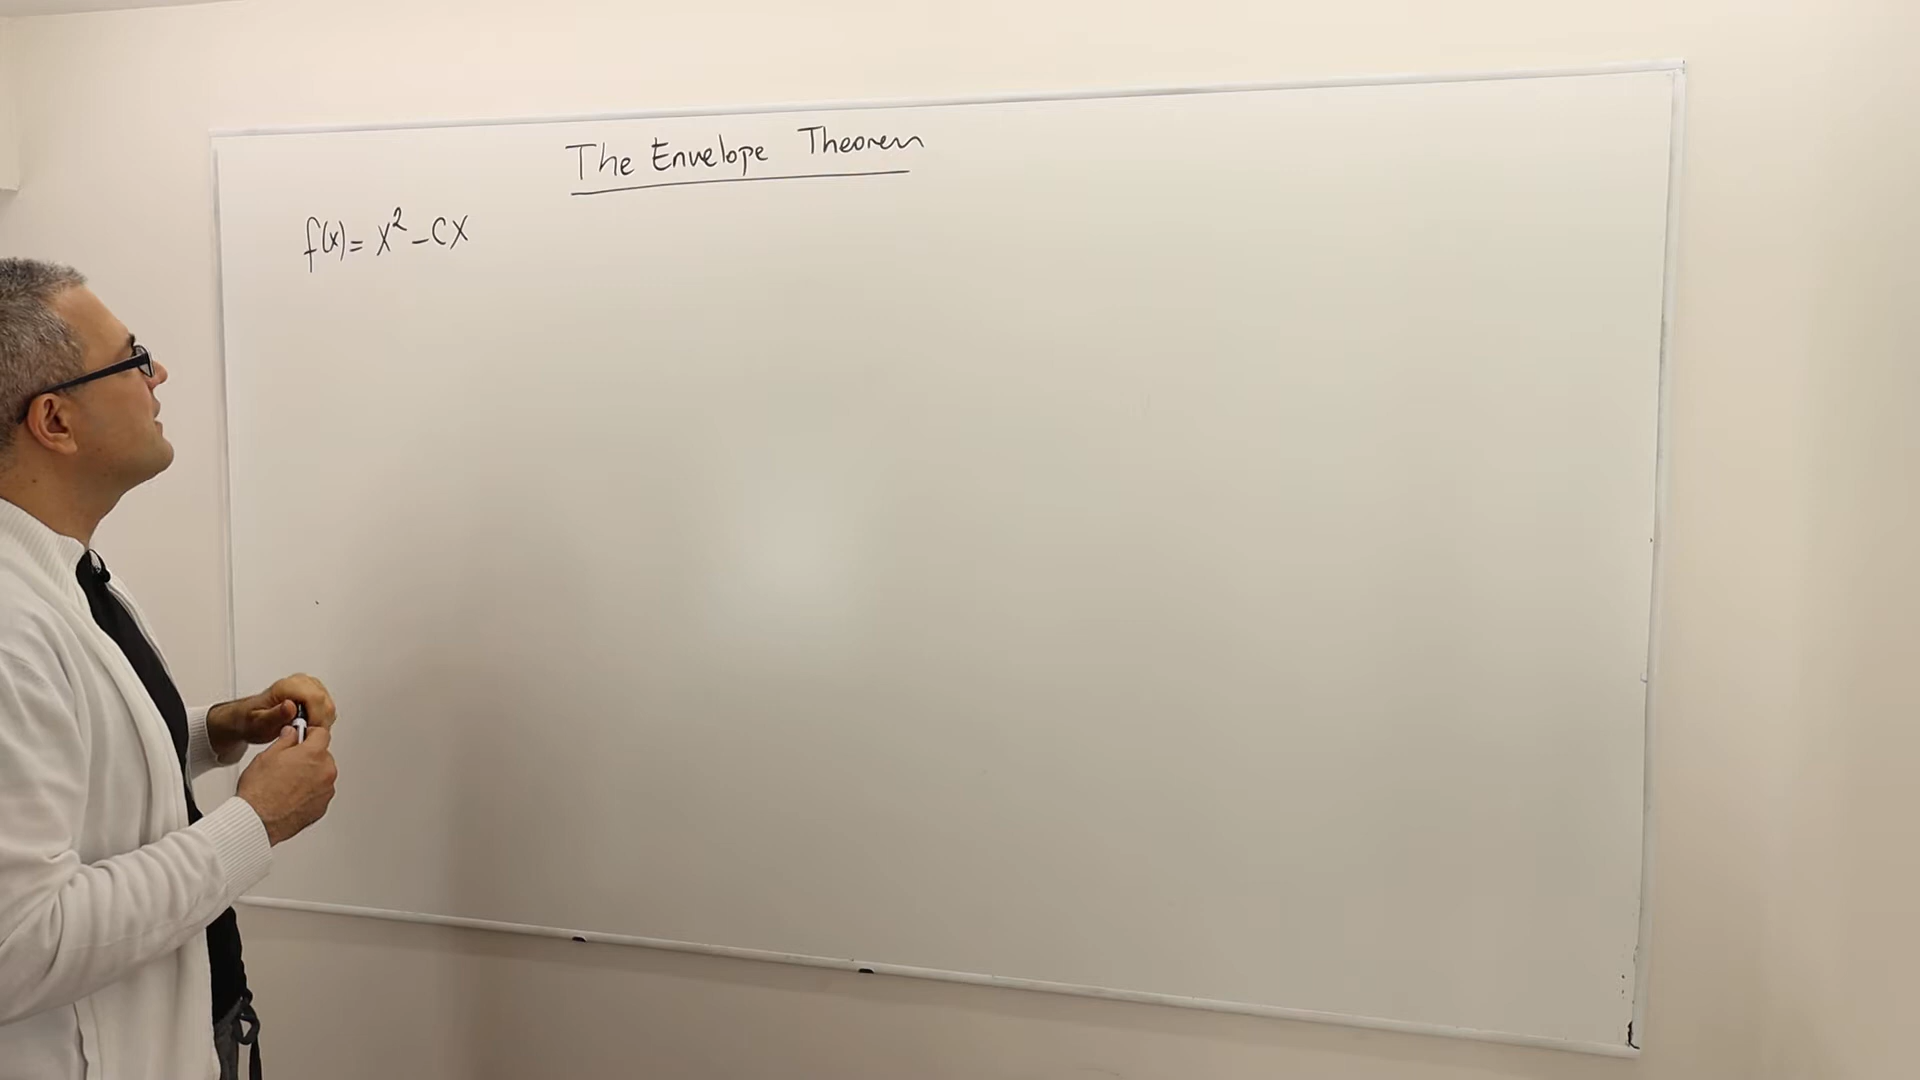 The Envelope Theorem
f(x) = x² - cx